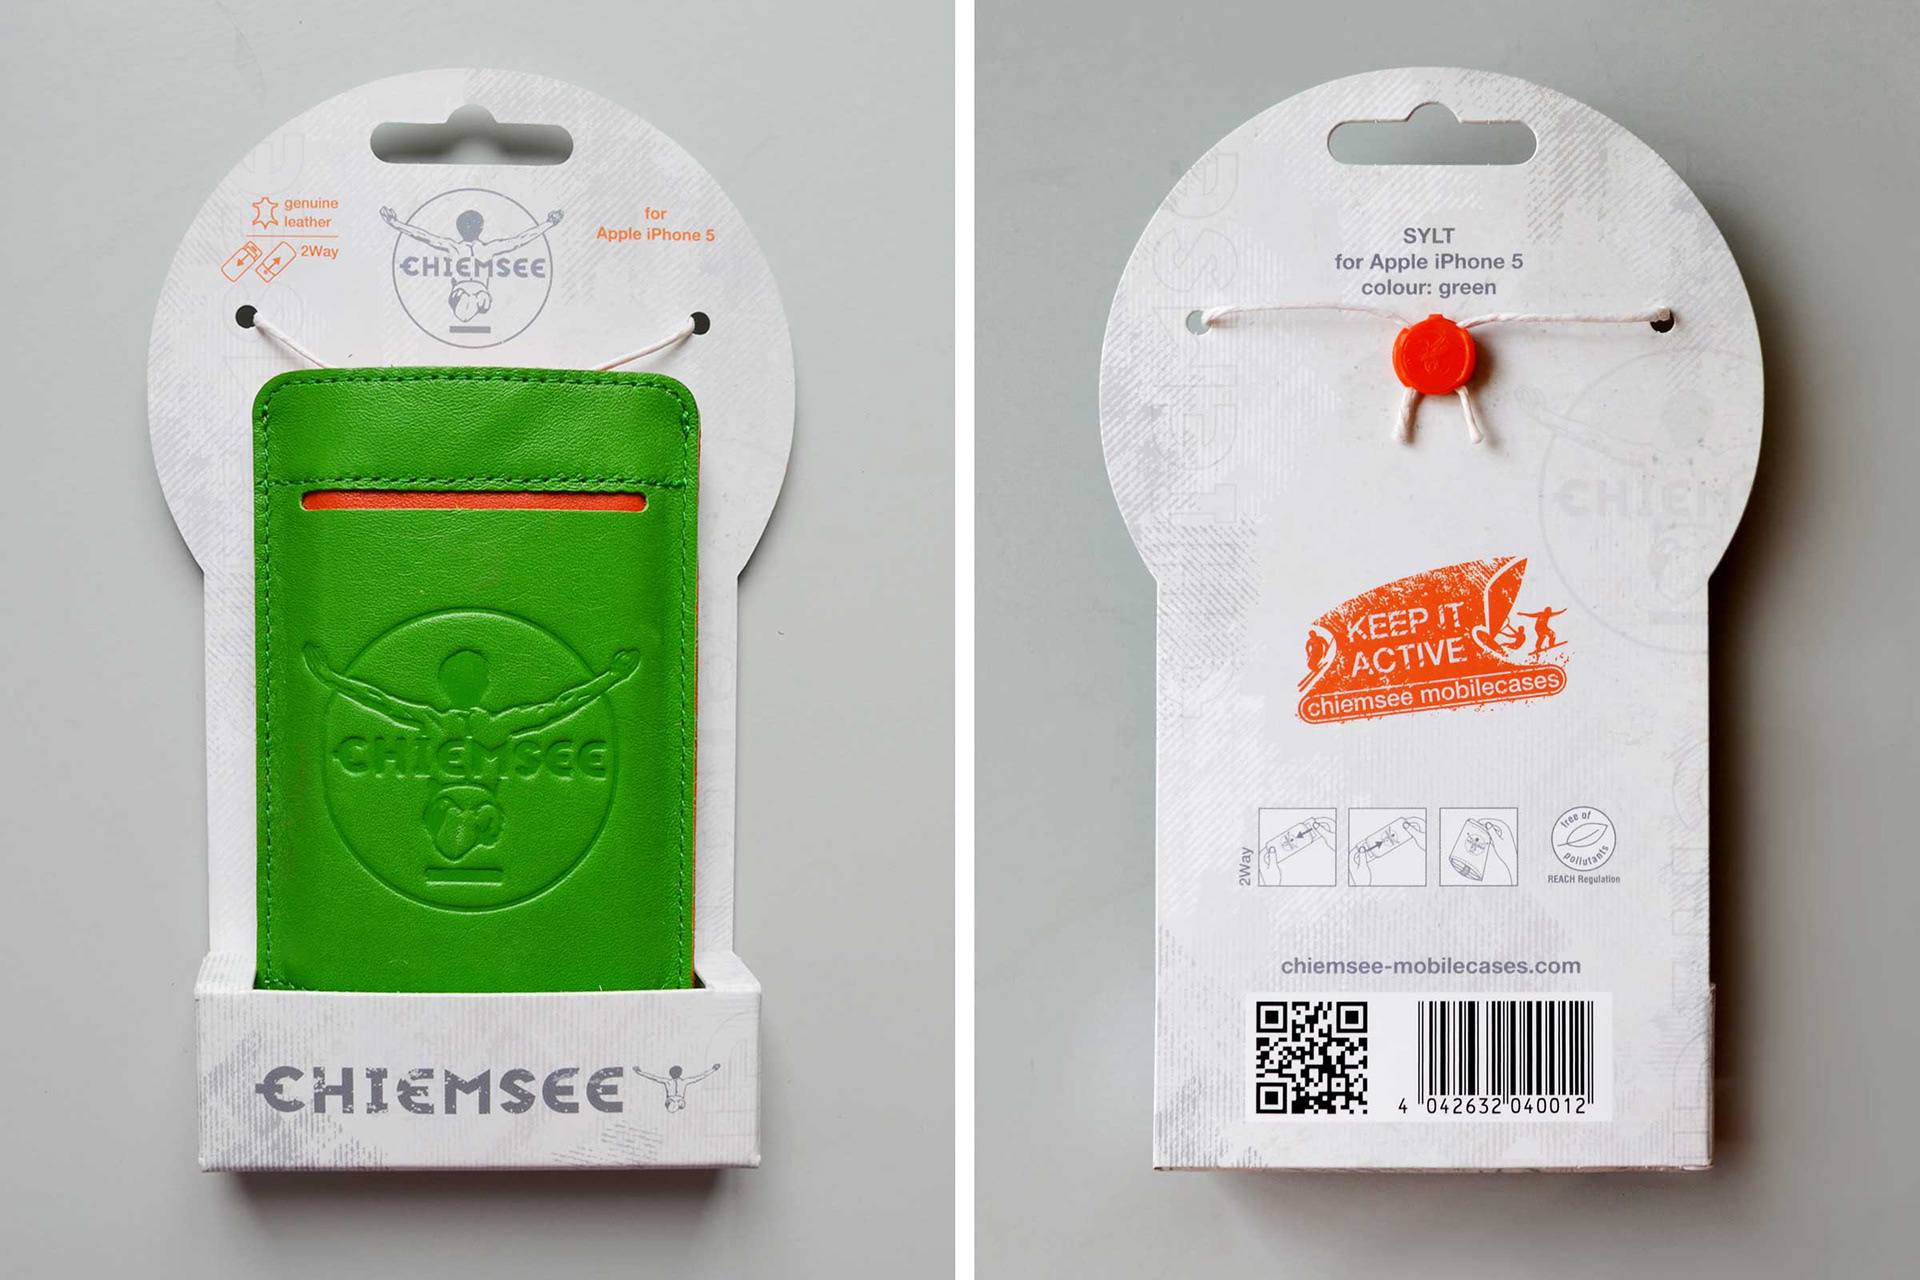 genuine
leather
2Way
CHIEMSEE
for
Apple iPhone 5
CHIEMSEE
CHIEMSEE
SYLT
for Apple iPhone 5
colour: green
CHIEM
KEEP IT
ACTIVE
chiemsee mobilecases
2Way
free of
pollutants
REACH Regulation
chiemsee-mobilecases.com
4 042632 040012